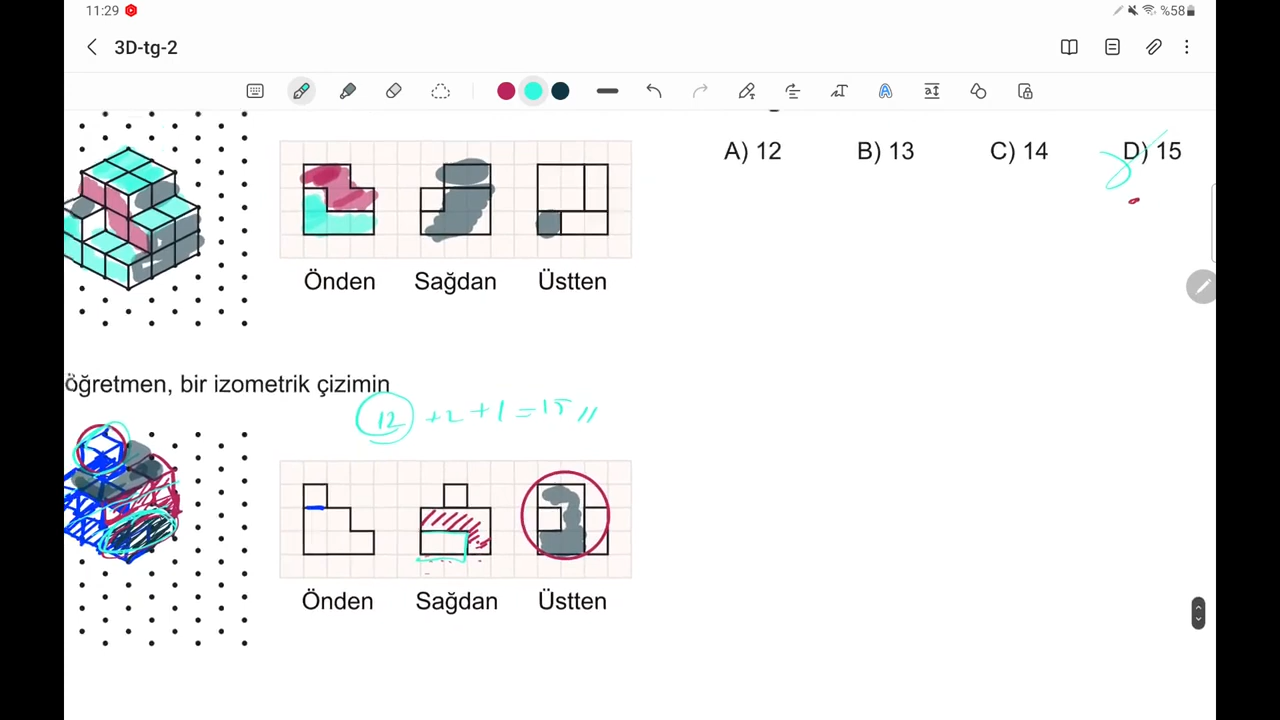 11:29 %58
3D-tg-2
A) 12 B) 13 C) 14 D) 15
Önden Sağdan Üstten
öğretmen, bir izometrik çizimin
12 +2 +1 = 15 //
Önden Sağdan Üstten